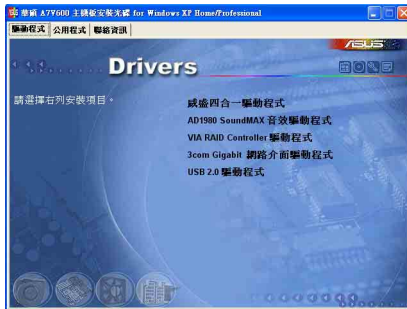 華碩 A7V600 主機板安裝光碟 for Windows XP Home/Professional
驅動程式 公用程式 聯絡資訊
ASUS
Drivers
請選擇右列安裝項目。
威盛四合一驅動程式
AD1980 SoundMAX 音效驅動程式
VIA RAID Controller 驅動程式
3com Gigabit 網路介面驅動程式
USB 2.0 驅動程式